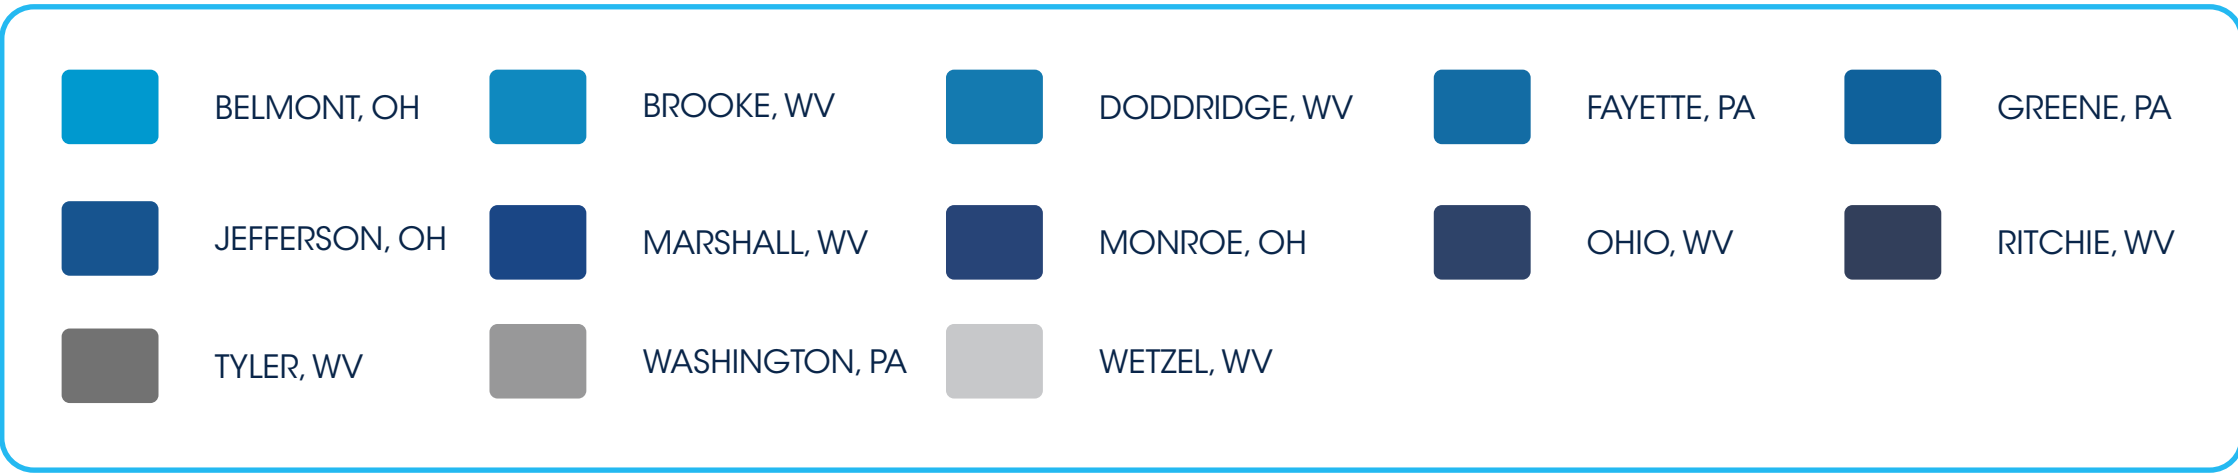 BELMONT, OH
BROOKE, WV
DODDRIDGE, WV
FAYETTE, PA
GREENE, PA
JEFFERSON, OH
MARSHALL, WV
MONROE, OH
OHIO, WV
RITCHIE, WV
TYLER, WV
WASHINGTON, PA
WETZEL, WV